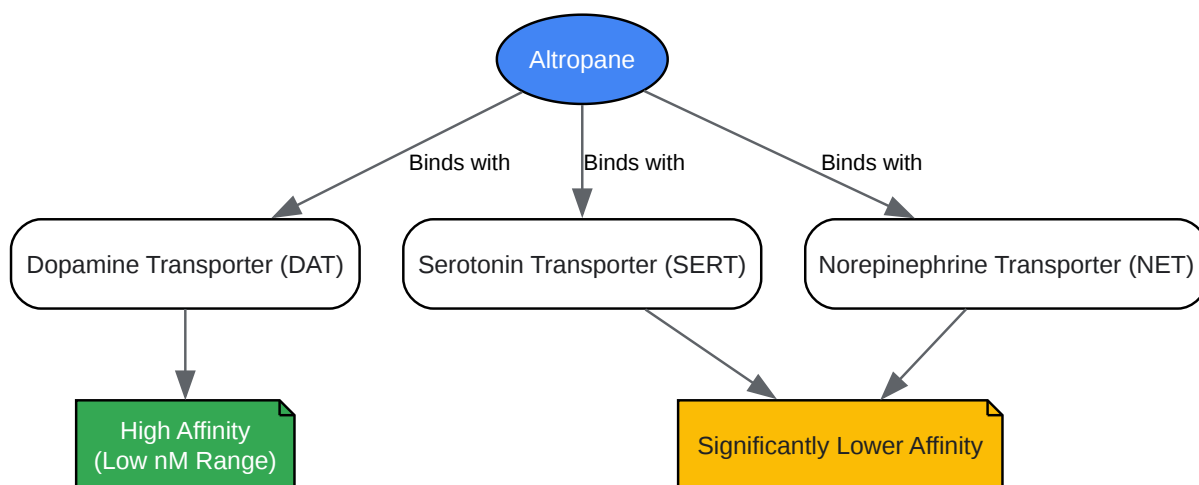 Altropane
Binds with
Binds with
Binds with
Dopamine Transporter (DAT)
Serotonin Transporter (SERT)
Norepinephrine Transporter (NET)
High Affinity
(Low nM Range)
Significantly Lower Affinity